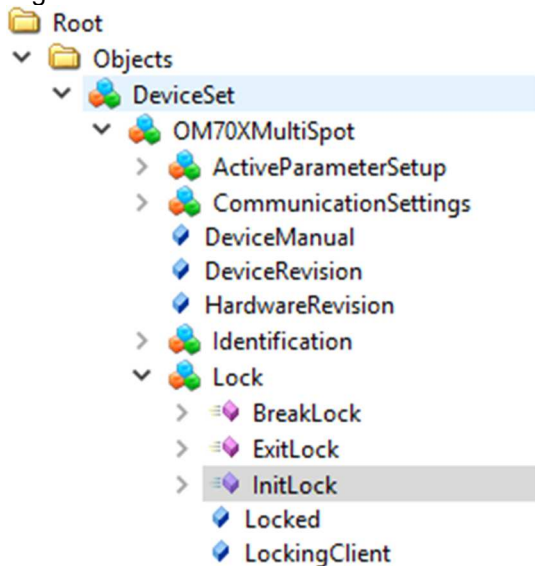 Root
Objects
DeviceSet
OM70XMultiSpot
ActiveParameterSetup
CommunicationSettings
DeviceManual
DeviceRevision
HardwareRevision
Identification
Lock
BreakLock
ExitLock
InitLock
Locked
LockingClient